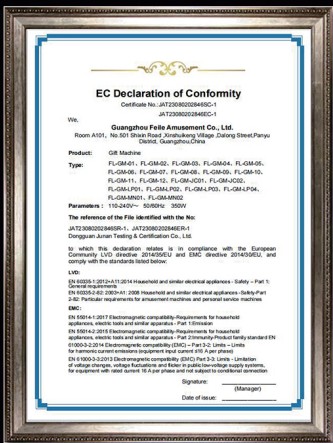 EC Declaration of Conformity
Certificate No.: JAT23080202846SC-1
JAT23080202846EC-1
We,
Guangzhou Feile Amusement Co., Ltd.
Room A101, No.501 Shixin Road ,Xinshuikeng Village ,Dalong Street,Panyu
District, Guangzhou,China
Product: Gift Machine
Type: FL-GM-01、FL-GM-02、FL-GM-03、FL-GM-04、FL-GM-05、
FL-GM-06、FL-GM-07、FL-GM-08、FL-GM-09、FL-GM-10、
FL-GM-11、FL-GM-12、FL-GM-JC01、FL-GM-JC02、
FL-GM-LP01、FL-GM-LP02、FL-GM-LP03、FL-GM-LP04、
FL-GM-MN01、FL-GM-MN02
Parameters : 110-240V～ 50/60Hz 350W
The reference of the File identified with the No:
JAT23080202846SR-1、JAT23080202846ER-1
Dongguan Junan Testing & Certification Co., Ltd.
to which this declaration relates is in compliance with the European
Community LVD directive 2014/35/EU and EMC directive 2014/30/EU, and
comply with the standards listed below:
LVD:
EN 60335-1:2012+A11:2014 Household and similar electrical appliances - Safety – Part 1:
General requirements
EN 60335-2-82: 2003+A1: 2008 Household and similar electrical appliances -Safety-Part
2-82: Particular requirements for amusement machines and personal service machines
EMC:
EN 55014-1:2017 Electromagnetic compatibility-Requirements for household
appliances, electric tools and similar apparatus - Part 1:Emission
EN 55014-2:2015 Electromagnetic compatibility-Requirements for household
appliances, electric tools and similar apparatus - Part 2:Immunity-Product family standard EN
61000-3-2:2014 Electromagnetic compatibility (EMC) – Part 3-2: Limits – Limits
for harmonic current emissions (equipment input current ≤16 A per phase)
EN 61000-3-3:2013 Electromagnetic compatibility (EMC) Part 3-3: Limits - Limitation
of voltage changes, voltage fluctuations and flicker in public low-voltage supply systems,
for equipment with rated current 16 A per phase and not subject to conditional connection
Signature:
(Manager)
Date of issue: